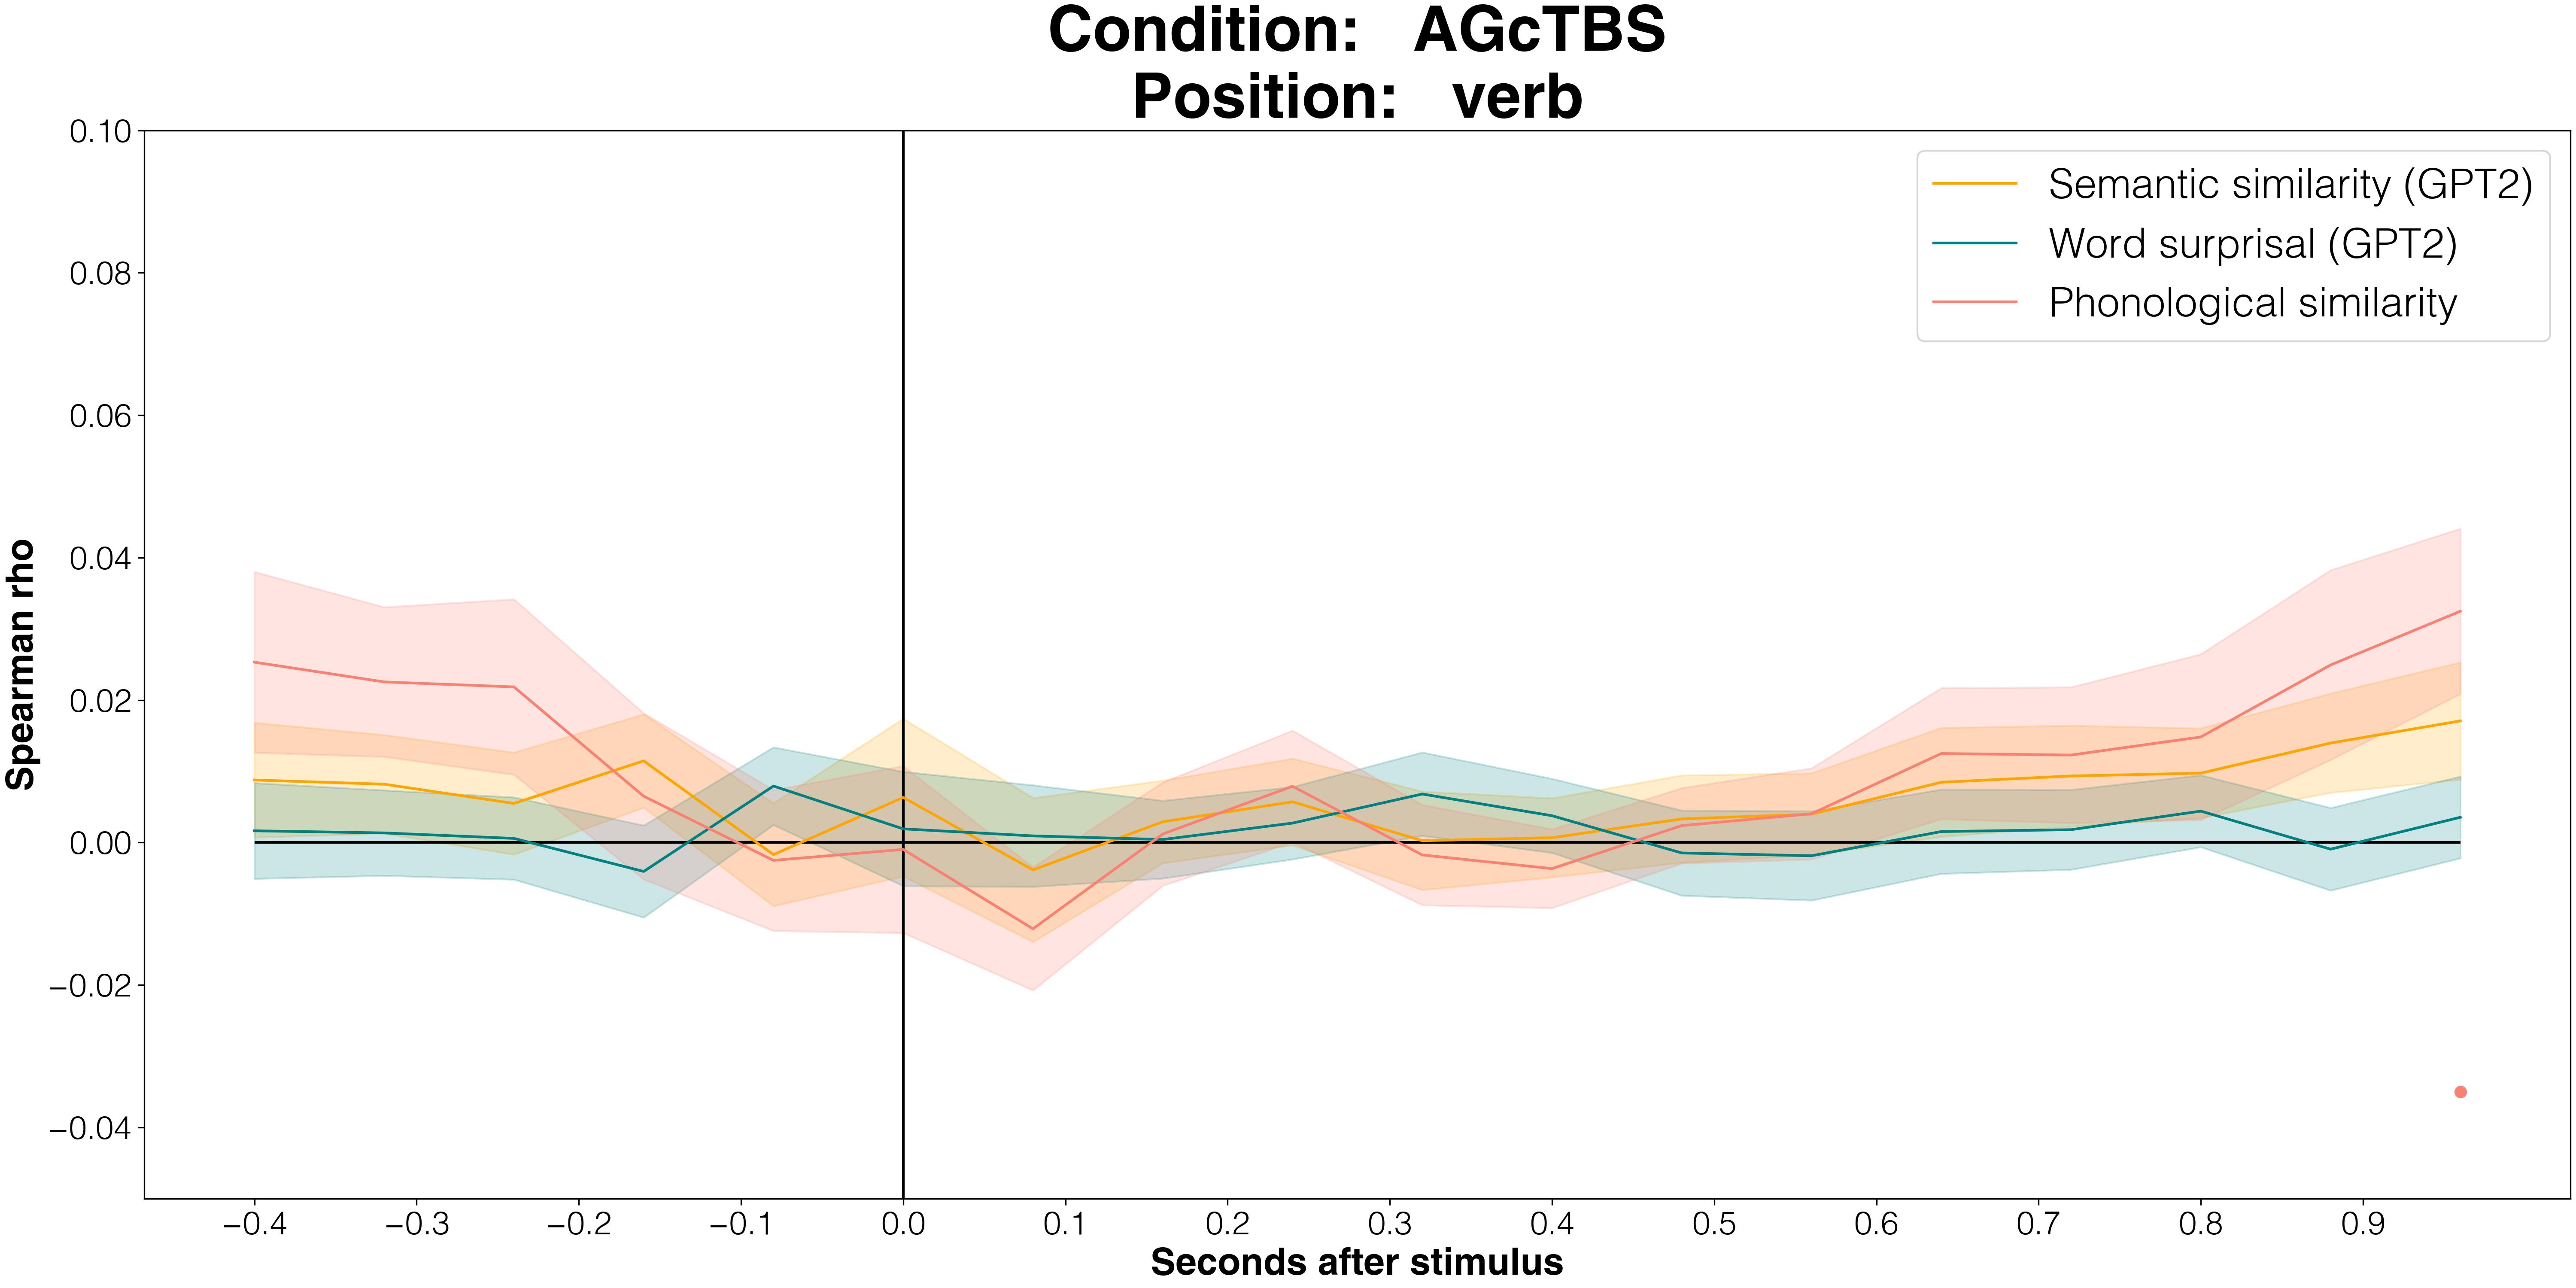 Condition:   AGcTBS
Position:   verb
0.10
0.08
0.06
0.04
0.02
0.00
−0.02
−0.04
Spearman rho
Semantic similarity (GPT2)
Word surprisal (GPT2)
Phonological similarity
−0.4 −0.3 −0.2 −0.1 0.0 0.1 0.2 0.3 0.4 0.5 0.6 0.7 0.8 0.9
Seconds after stimulus